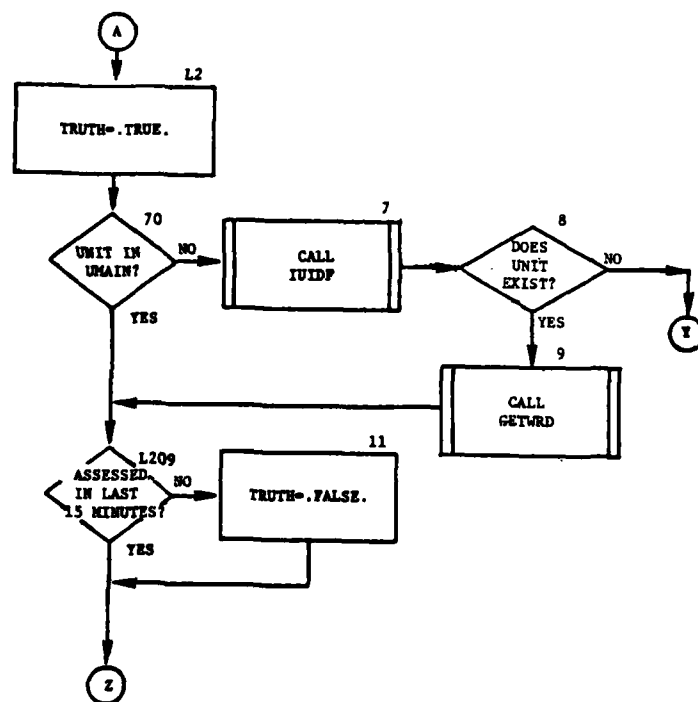 A
L2
TRUTH=.TRUE.
70
UNIT IN
UMAIN?
NO
YES
7
CALL
IUIDF
8
DOES
UNIT
EXIST?
NO
YES
Y
9
CALL
GETWRD
L209
ASSESSED
IN LAST
15 MINUTES?
NO
YES
11
TRUTH=.FALSE.
Z